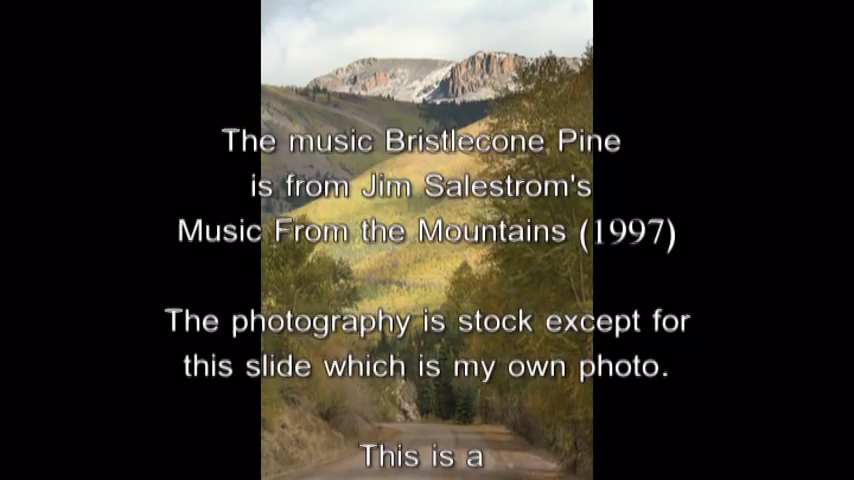 The music Bristlecone Pine
is from Jim Salestrom's
Music From the Mountains (1997)
The photography is stock except for
this slide which is my own photo.
This is a